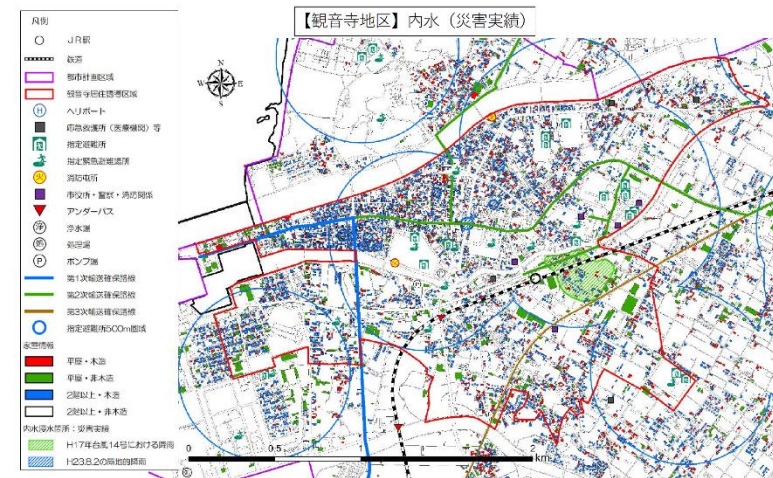 【観音寺地区】内水（災害実績）
凡例
JR駅
鉄道
都市計画区域
観音寺居住誘導区域
H
ヘリポート
応急救護所（医療機関）等
指定避難所
指定緊急避難場所
火
消防屯所
市役所・警察・消防関係
アンダーパス
浄
浄水場
処
処理場
P
ポンプ場
第1次輸送確保路線
第2次輸送確保路線
第3次輸送確保路線
指定避難所500m圏域
家屋情報
平屋・木造
平屋・非木造
2階以上・木造
2階以上・非木造
内水浸水箇所：災害実績
H17年台風14号における降雨
H23.8.2の局地的降雨
N
W E
S
0 0.5 1 2
km